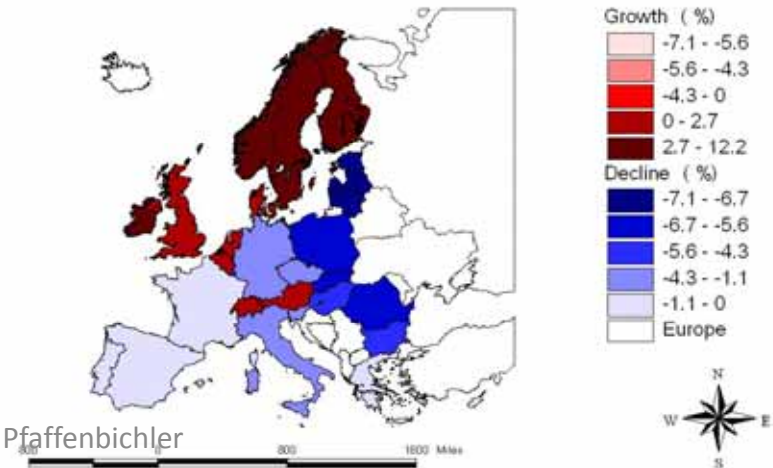 Growth (%)
-7.1 - -5.6
-5.6 - -4.3
-4.3 - 0
0 - 2.7
2.7 - 12.2
Decline (%)
-7.1 - -6.7
-6.7 - -5.6
-5.6 - -4.3
-4.3 - -1.1
-1.1 - 0
Europe
N
W E
S
Pfaffenbichler
800 0 800 1600 Miles